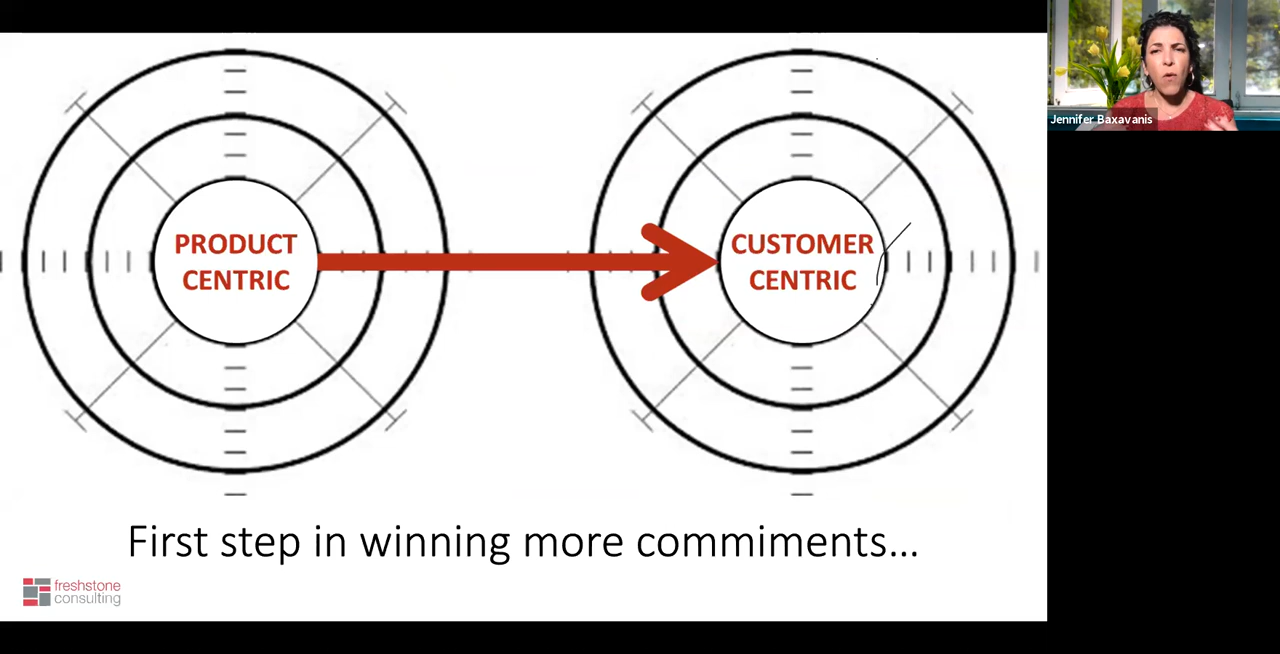 PRODUCT
CENTRIC
CUSTOMER
CENTRIC
First step in winning more commiments...
freshstone
consulting
Jennifer Baxavanis